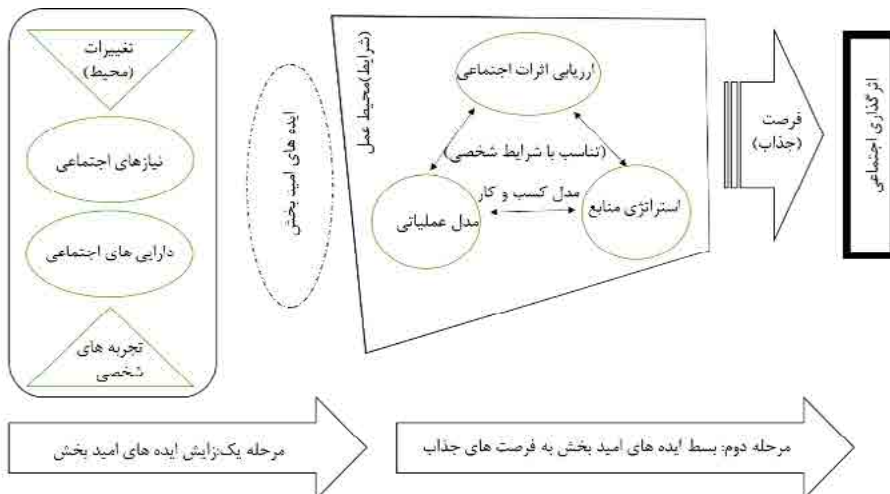 تغییرات
(محیط)
نیازهای اجتماعی
دارایی های اجتماعی
تجربه های
شخصی
ایده های امید بخش
(شرایط)محیط عمل
ارزیابی اثرات اجتماعی
(تناسب با شرایط شخصی)
مدل کسب و کار
مدل عملیاتی
استراتژی منابع
فرصت
(جذاب)
اثرگذاری اجتماعی
مرحله یک:زایش ایده های امید بخش
مرحله دوم: بسط ایده های امید بخش به فرصت های جذاب